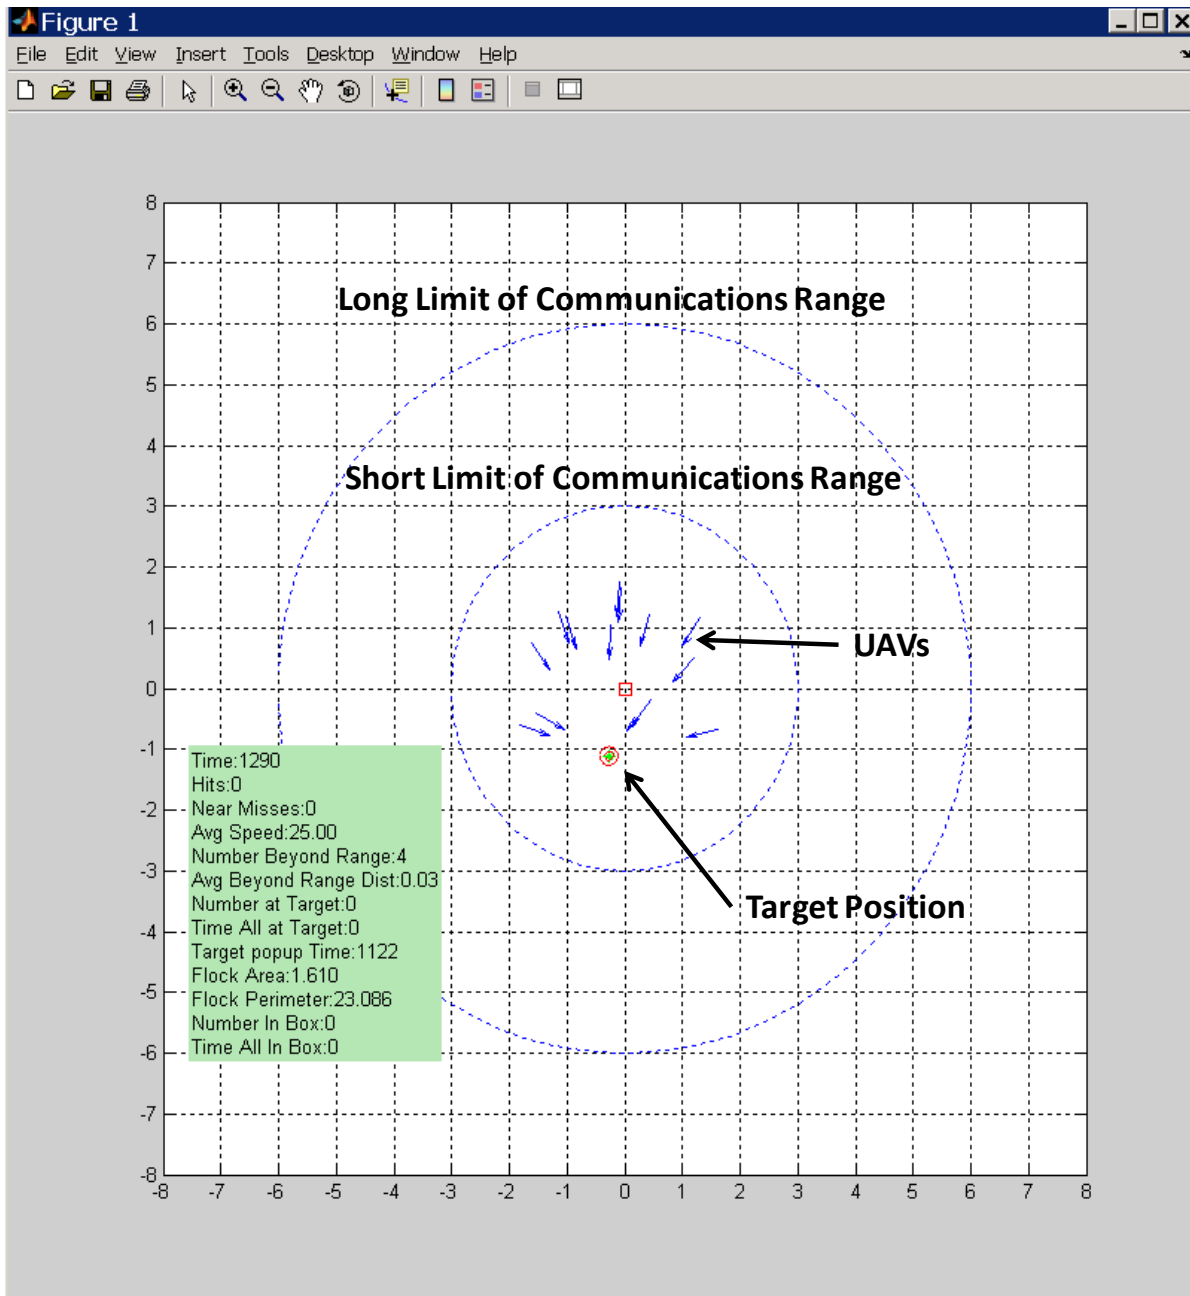 Figure 1
File Edit View Insert Tools Desktop Window Help
8
7
Long Limit of Communications Range
6
5
4
Short Limit of Communications Range
3
2
1
UAVs
0
-1
Time:1290
Hits:0
Near Misses:0
-2
Avg Speed:25.00
Number Beyond Range:4
-3
Avg Beyond Range Dist:0.03
Number at Target:0
Target Position
Time All at Target:0
-4
Target popup Time:1122
Flock Area:1.610
-5
Flock Perimeter:23.086
Number In Box:0
Time All In Box:0
-6
-7
-8
-8 -7 -6 -5 -4 -3 -2 -1 0 1 2 3 4 5 6 7 8